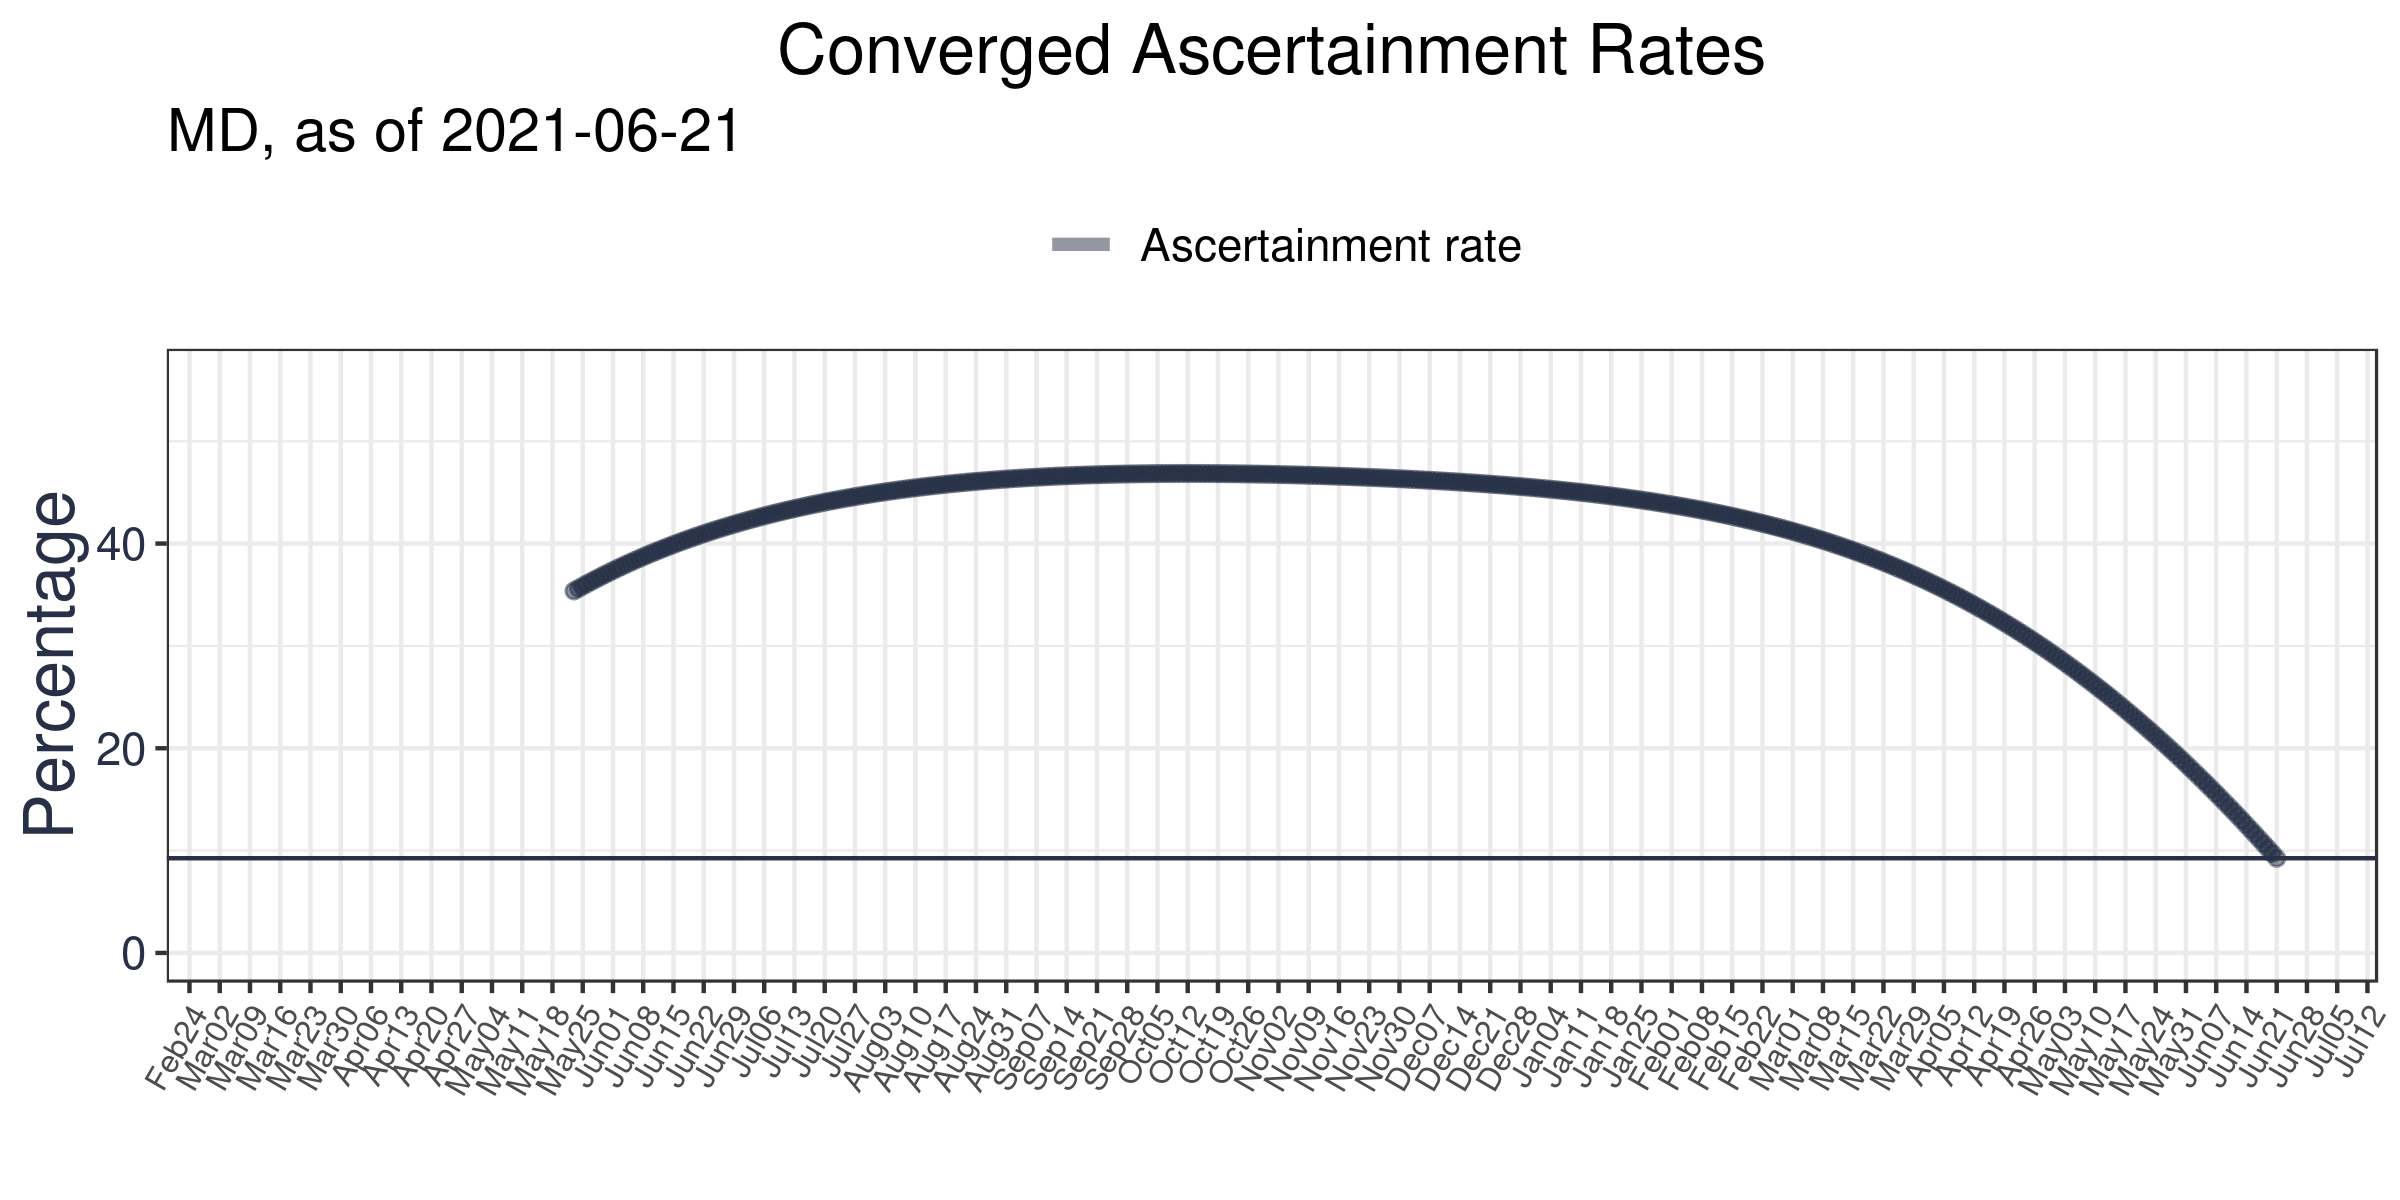 Converged Ascertainment Rates
MD, as of 2021-06-21
Ascertainment rate
Percentage
40
20
0
Feb24
Mar02
Mar09
Mar16
Mar23
Mar30
Apr06
Apr13
Apr20
Apr27
May04
May11
May18
May25
Jun01
Jun08
Jun15
Jun22
Jun29
Jul06
Jul13
Jul20
Jul27
Aug03
Aug10
Aug17
Aug24
Aug31
Sep07
Sep14
Sep21
Sep28
Oct05
Oct12
Oct19
Oct26
Nov02
Nov09
Nov16
Nov23
Nov30
Dec07
Dec14
Dec21
Dec28
Jan04
Jan11
Jan18
Jan25
Feb01
Feb08
Feb15
Feb22
Mar01
Mar08
Mar15
Mar22
Mar29
Apr05
Apr12
Apr19
Apr26
May03
May10
May17
May24
May31
Jun07
Jun14
Jun21
Jun28
Jul05
Jul12